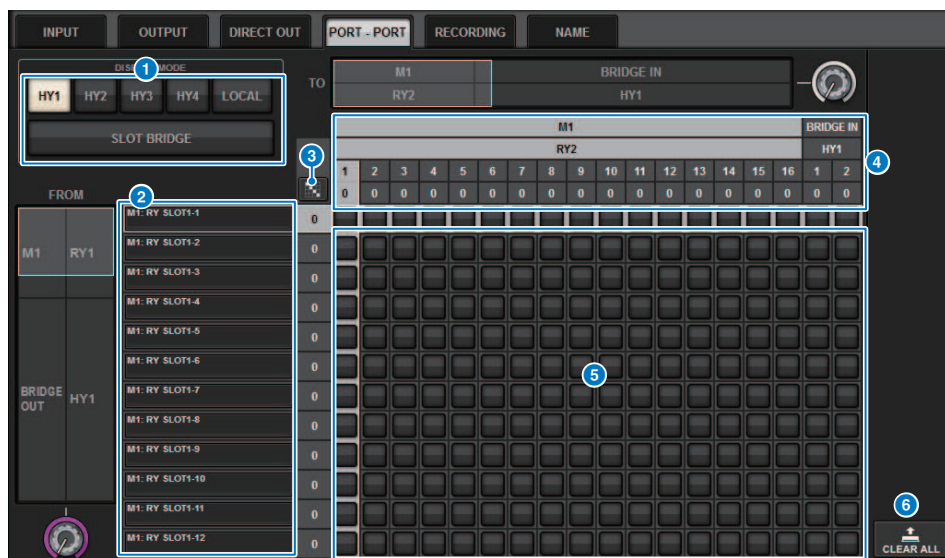 INPUT OUTPUT DIRECT OUT PORT - PORT RECORDING NAME
1
HY1 HY2 HY3 HY4 LOCAL
SLOT BRIDGE
TO M1 BRIDGE IN
RY2 HY1
3
4
M1 BRIDGE IN
RY2 HY1
1 2 3 4 5 6 7 8 9 10 11 12 13 14 15 16 1 2
0 0 0 0 0 0 0 0 0 0 0 0 0 0 0 0 0 0
FROM
2
M1 RY1
BRIDGE OUT HY1
M1: RY SLOT1-1 0
M1: RY SLOT1-2 0
M1: RY SLOT1-3 0
M1: RY SLOT1-4 0
M1: RY SLOT1-5 0
M1: RY SLOT1-6 0
M1: RY SLOT1-7 0
M1: RY SLOT1-8 0
M1: RY SLOT1-9 0
M1: RY SLOT1-10 0
M1: RY SLOT1-11 0
M1: RY SLOT1-12 0
5
6
CLEAR ALL